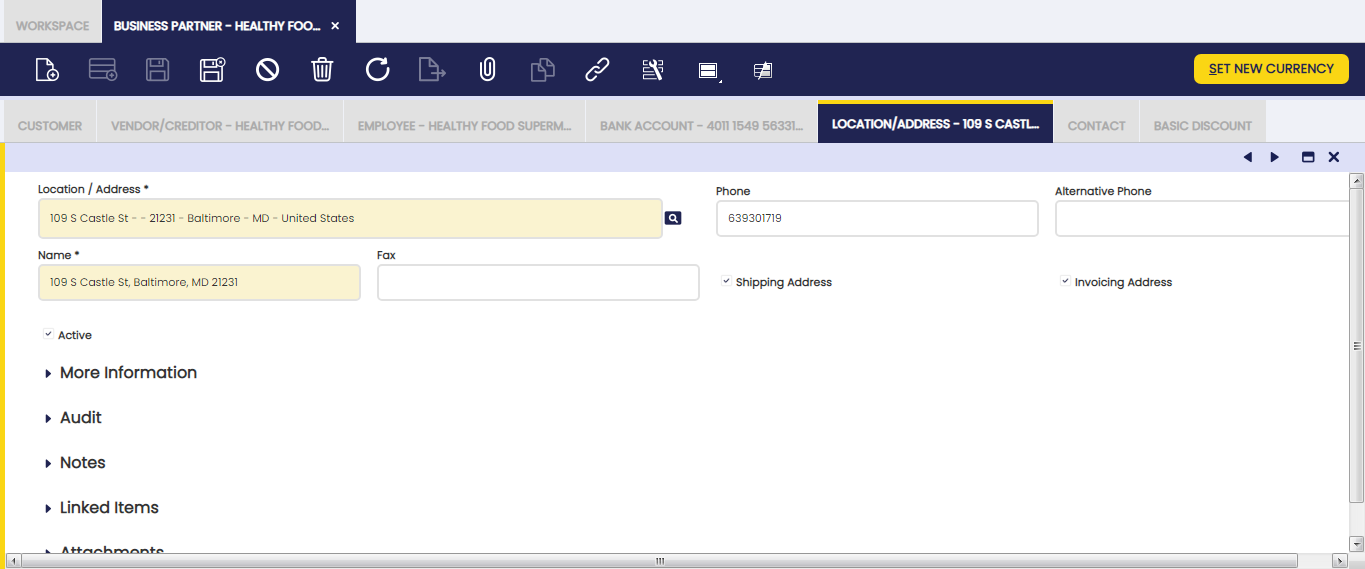 WORKSPACE
BUSINESS PARTNER - HEALTHY FOO...
SET NEW CURRENCY
CUSTOMER
VENDOR/CREDITOR - HEALTHY FOOD...
EMPLOYEE - HEALTHY FOOD SUPERM...
BANK ACCOUNT - 4011 1549 56331...
LOCATION/ADDRESS - 109 S CASTL...
CONTACT
BASIC DISCOUNT
Location / Address *
Phone
Alternative Phone
109 S Castle St - - 21231 - Baltimore - MD - United States
639301719
Name *
Fax
109 S Castle St, Baltimore, MD 21231
Shipping Address
Invoicing Address
Active
More Information
Audit
Notes
Linked Items
Attachments